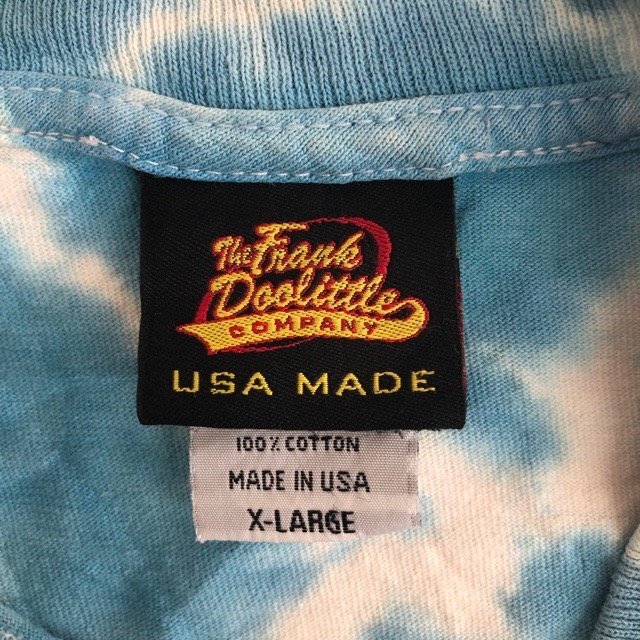 The Frank
Doolittle
COMPANY
USA MADE
100% COTTON
MADE IN USA
X-LARGE